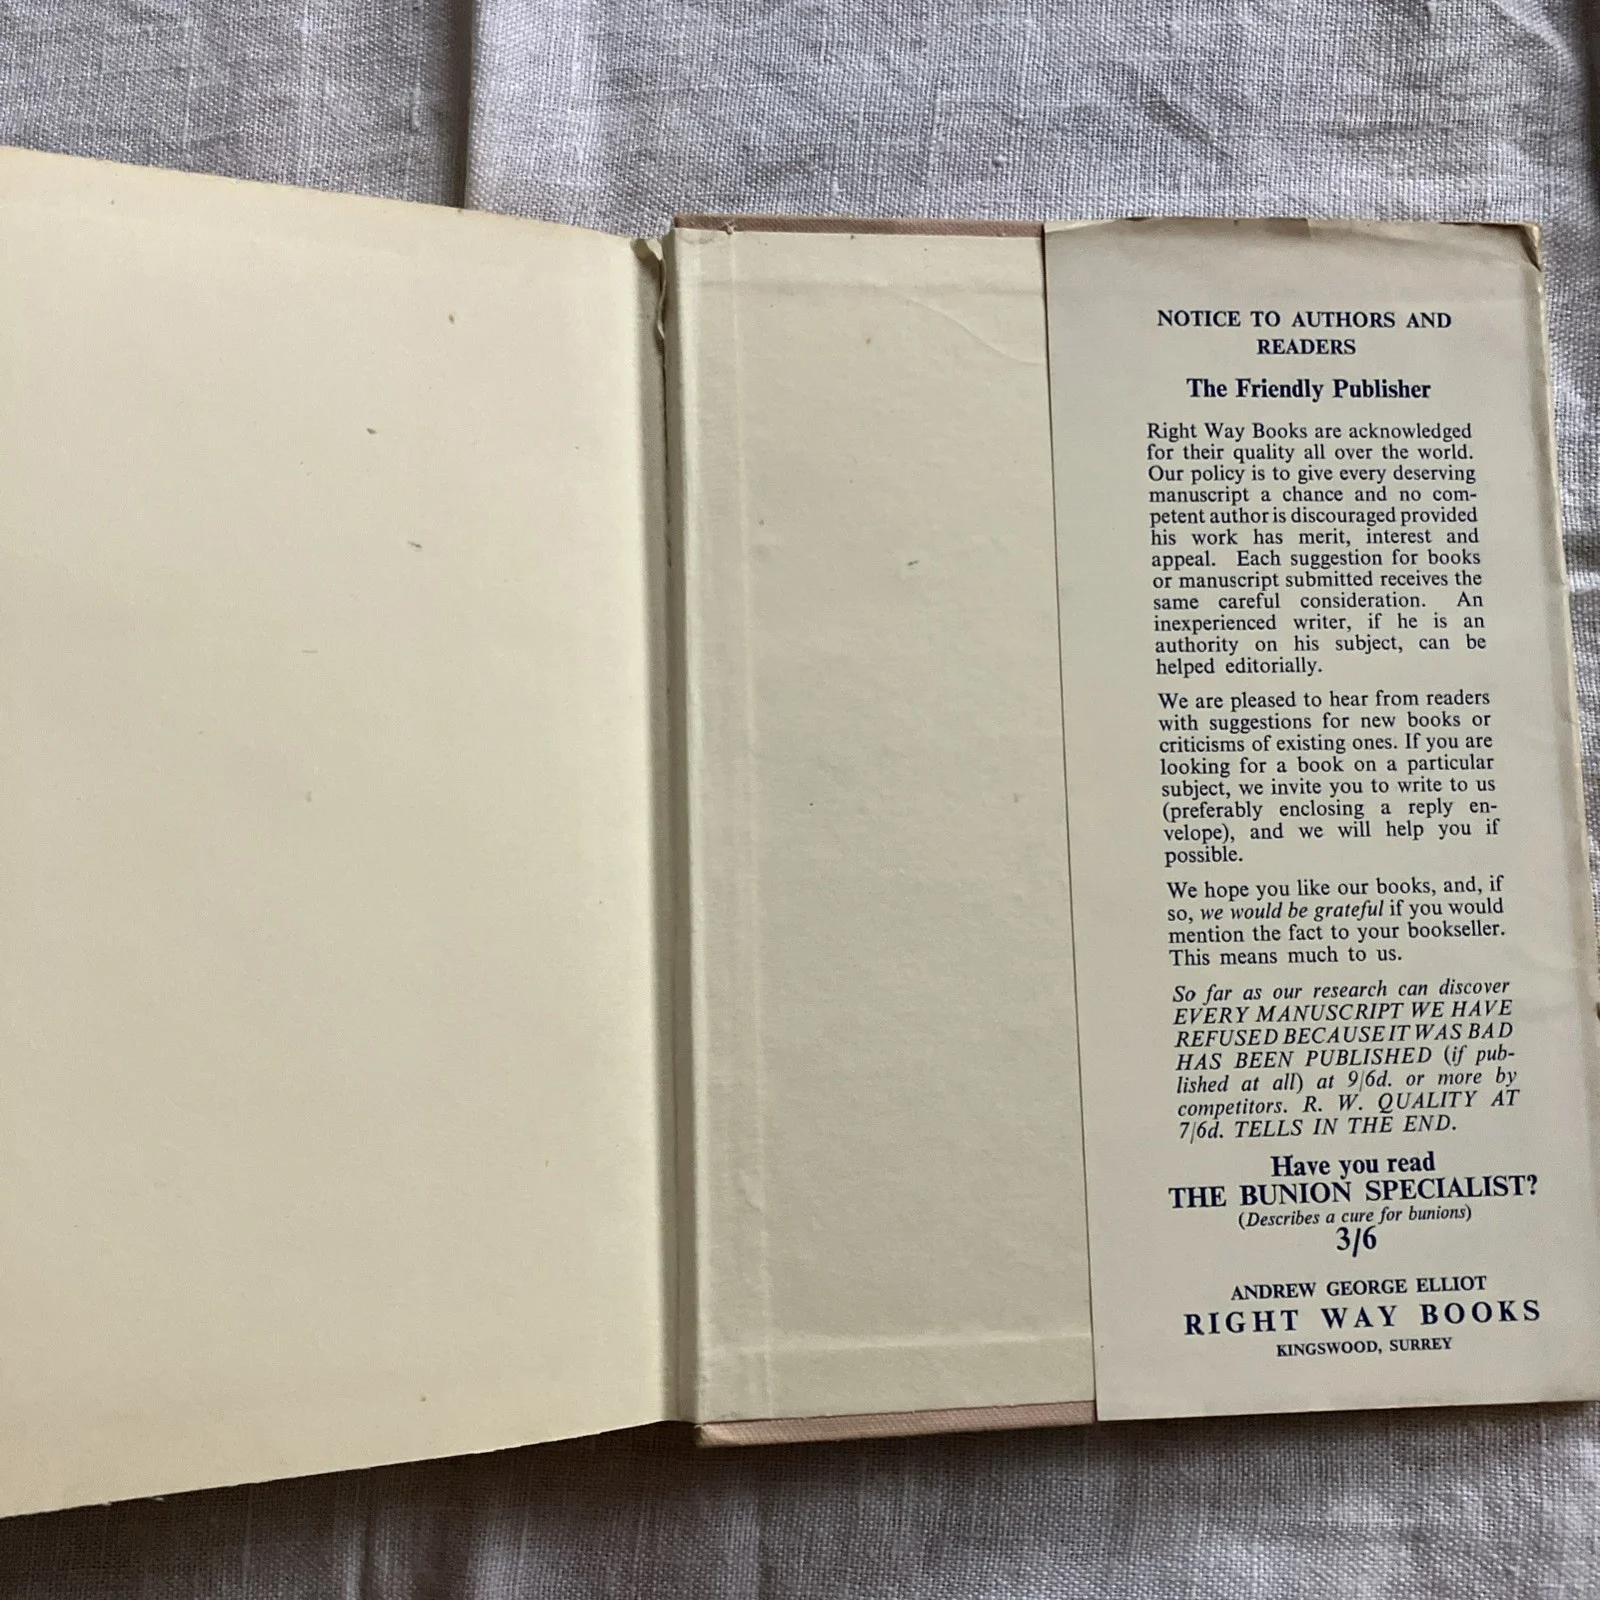 NOTICE TO AUTHORS AND
READERS
The Friendly Publisher
Right Way Books are acknowledged
for their quality all over the world.
Our policy is to give every deserving
manuscript a chance and no com-
petent author is discouraged provided
his work has merit, interest and
appeal. Each suggestion for books
or manuscript submitted receives the
same careful consideration. An
inexperienced writer, if he is an
authority on his subject, can be
helped editorially.
We are pleased to hear from readers
with suggestions for new books or
criticisms of existing ones. If you are
looking for a book on a particular
subject, we invite you to write to us
(preferably enclosing a reply en-
velope), and we will help you if
possible.
We hope you like our books, and, if
so, we would be grateful if you would
mention the fact to your bookseller.
This means much to us.
So far as our research can discover
EVERY MANUSCRIPT WE HAVE
REFUSED BECAUSE IT WAS BAD
HAS BEEN PUBLISHED (if pub-
lished at all) at 9/6d. or more by
competitors. R. W. QUALITY AT
7/6d. TELLS IN THE END.
Have you read
THE BUNION SPECIALIST?
(Describes a cure for bunions)
3/6
ANDREW GEORGE ELLIOT
RIGHT WAY BOOKS
KINGSWOOD, SURREY